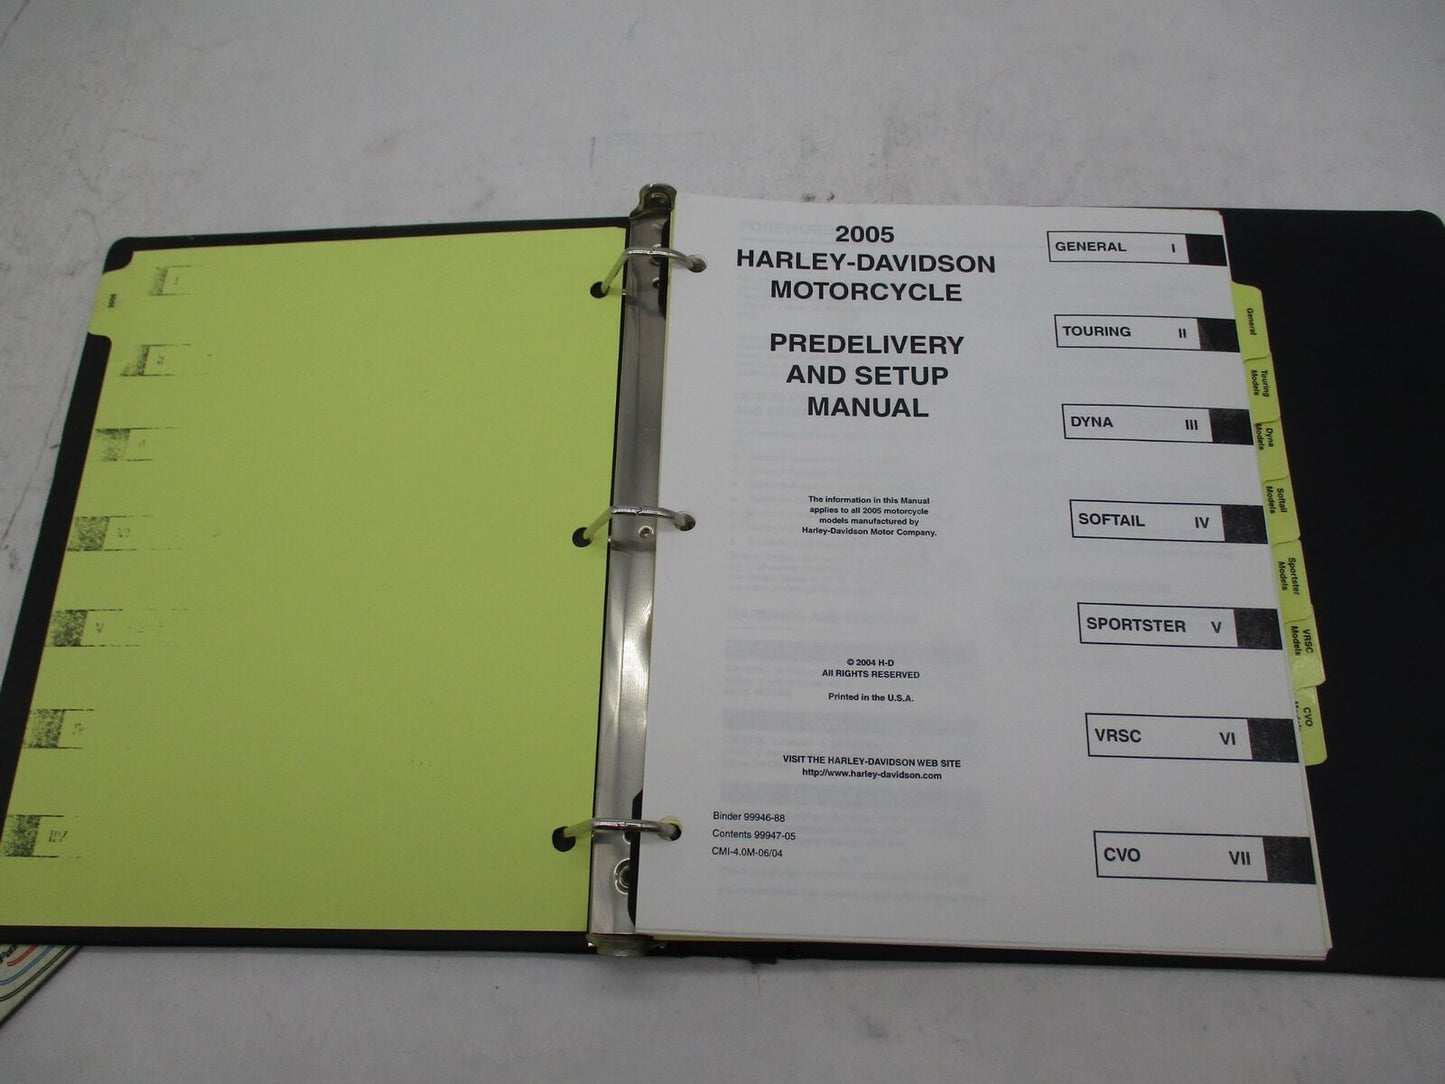 2005
HARLEY-DAVIDSON
MOTORCYCLE
PREDELIVERY
AND SETUP
MANUAL
The information in this Manual
applies to all 2005 motorcycle
models manufactured by
Harley-Davidson Motor Company.
© 2004 H-D
All RIGHTS RESERVED
Printed in the U.S.A.
VISIT THE HARLEY-DAVIDSON WEB SITE
http://www.harley-davidson.com
Binder 99946-88
Contents 99947-05
CMI-4.0M-06/04
GENERAL I
TOURING II
DYNA III
SOFTAIL IV
SPORTSTER V
VRSC VI
CVO VII
General
Touring
Models
Dyna
Models
Softail
Models
Sportster
Models
VRSC
Models
CVO